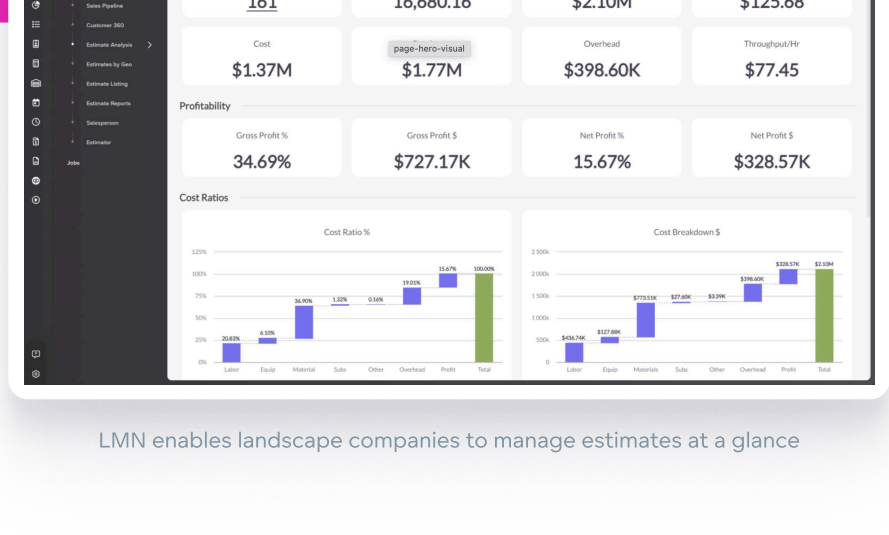 Sales Pipeline
161
16,680.16
$2.10M
$125.68
Customer 360
Estimate Analysis
Estimates by Geo
Estimate Listing
Estimate Reports
Salesperson
Estimator
Jobs
Cost
page-hero-visual
Overhead
Throughput/Hr
$1.37M
$1.77M
$398.60K
$77.45
Profitability
Gross Profit %
Gross Profit $
Net Profit %
Net Profit $
34.69%
$727.17K
15.67%
$328.57K
Cost Ratios
Cost Ratio %
125%
100%
75%
50%
25%
0%
20.83%
6.10%
36.90%
1.32%
0.16%
19.01%
15.67%
100.00%
Labor Equip Material Subs Other Overhead Profit Total
Cost Breakdown $
2 500k
2 000k
1 500k
1 000k
500k
0
$436.74K
$127.88K
$773.51K
$27.60K
$3.39K
$398.60K
$328.57K
$2.10M
Labor Equip Materials Subs Other Overhead Profit Total
LMN enables landscape companies to manage estimates at a glance